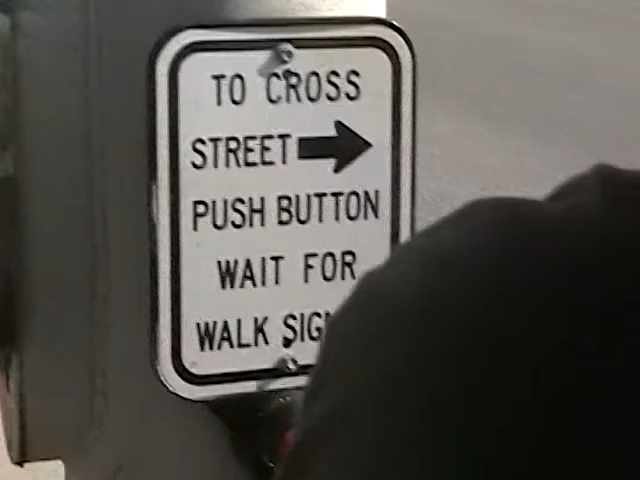 TO CROSS
STREET
PUSH BUTTON
WAIT FOR
WALK